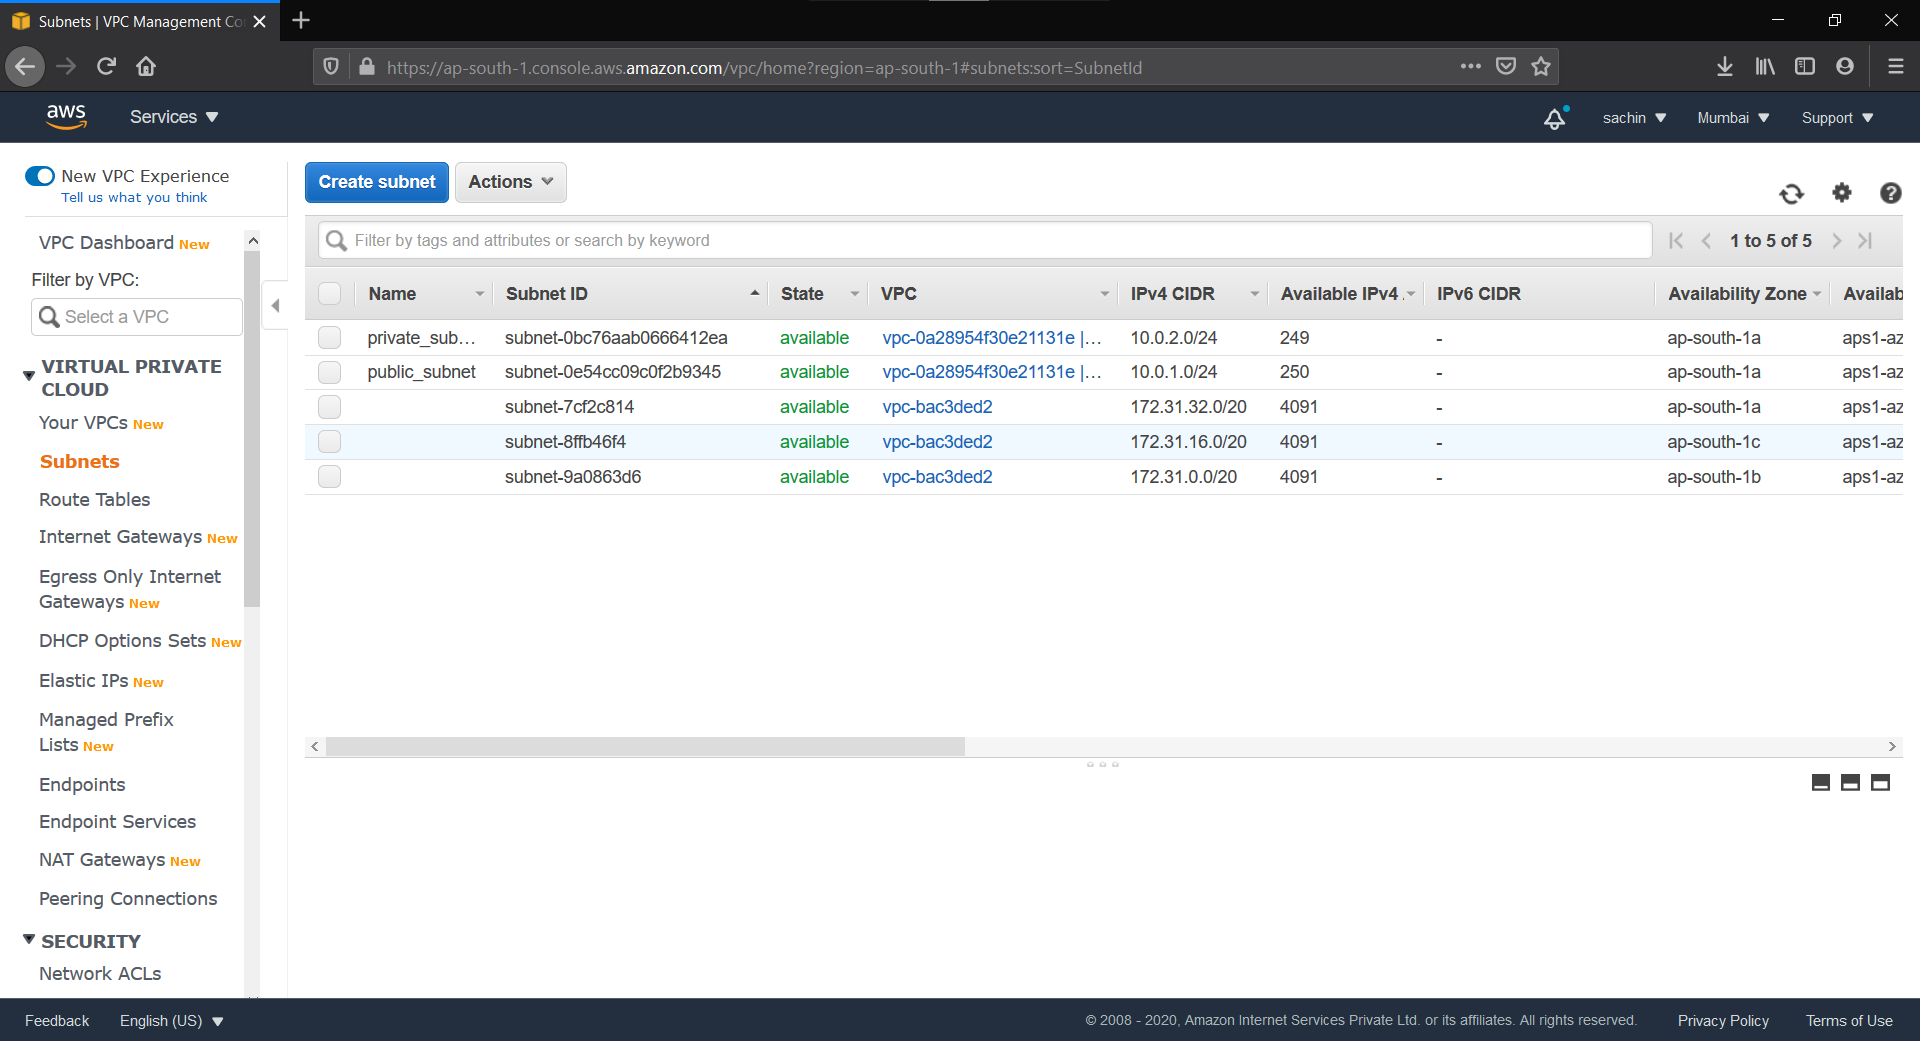 Subnets | VPC Management Co
https://ap-south-1.console.aws.amazon.com/vpc/home?region=ap-south-1#subnets:sort=SubnetId
aws
Services
sachin
Mumbai
Support
New VPC Experience
Tell us what you think
VPC Dashboard New
Filter by VPC:
Select a VPC
VIRTUAL PRIVATE
CLOUD
Your VPCs New
Subnets
Route Tables
Internet Gateways New
Egress Only Internet
Gateways New
DHCP Options Sets New
Elastic IPs New
Managed Prefix
Lists New
Endpoints
Endpoint Services
NAT Gateways New
Peering Connections
SECURITY
Network ACLs
Create subnet
Actions
Filter by tags and attributes or search by keyword
1 to 5 of 5
Name Subnet ID State VPC IPv4 CIDR Available IPv4 IPv6 CIDR Availability Zone Availab
private_sub... subnet-0bc76aab0666412ea available vpc-0a28954f30e21131e |... 10.0.2.0/24 249 - ap-south-1a aps1-az
public_subnet subnet-0e54cc09c0f2b9345 available vpc-0a28954f30e21131e |... 10.0.1.0/24 250 - ap-south-1a aps1-az
subnet-7cf2c814 available vpc-bac3ded2 172.31.32.0/20 4091 - ap-south-1a aps1-az
subnet-8ffb46f4 available vpc-bac3ded2 172.31.16.0/20 4091 - ap-south-1c aps1-az
subnet-9a0863d6 available vpc-bac3ded2 172.31.0.0/20 4091 - ap-south-1b aps1-az
Feedback
English (US)
© 2008 - 2020, Amazon Internet Services Private Ltd. or its affiliates. All rights reserved.
Privacy Policy
Terms of Use